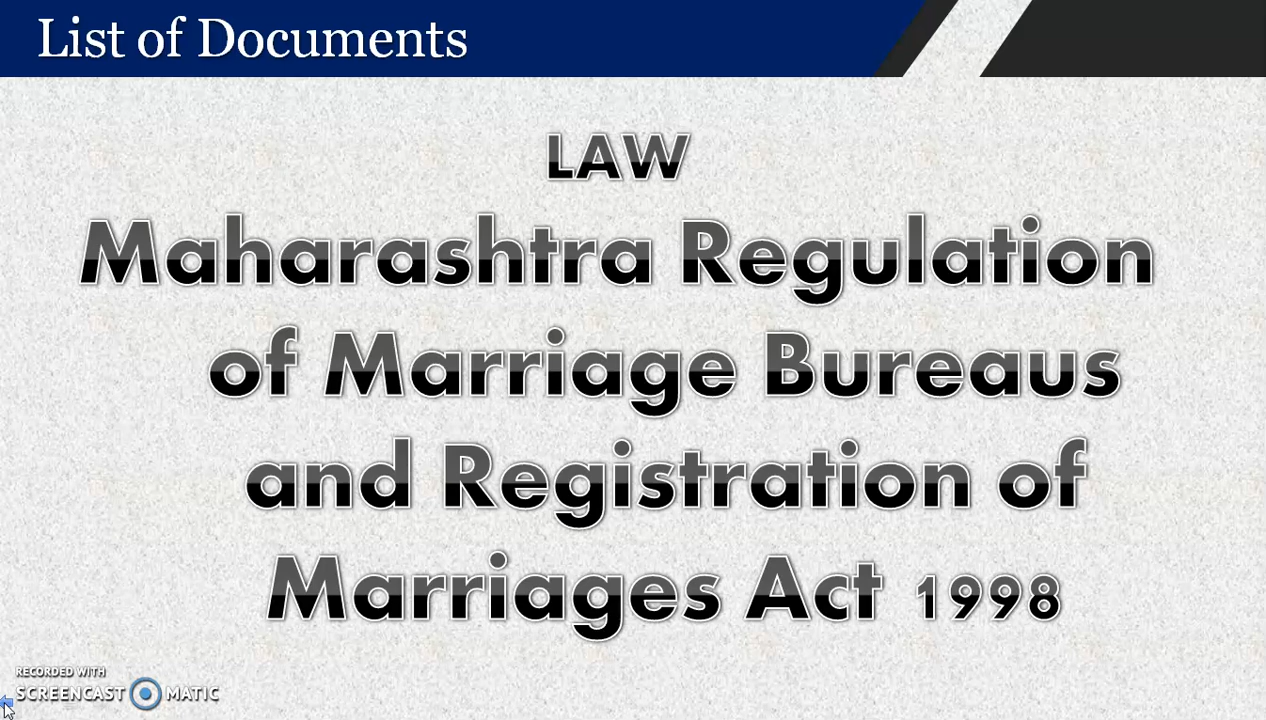 List of Documents
LAW
Maharashtra Regulation
of Marriage Bureaus
and Registration of
Marriages Act 1998
RECORDED WITH
SCREENCAST MATIC